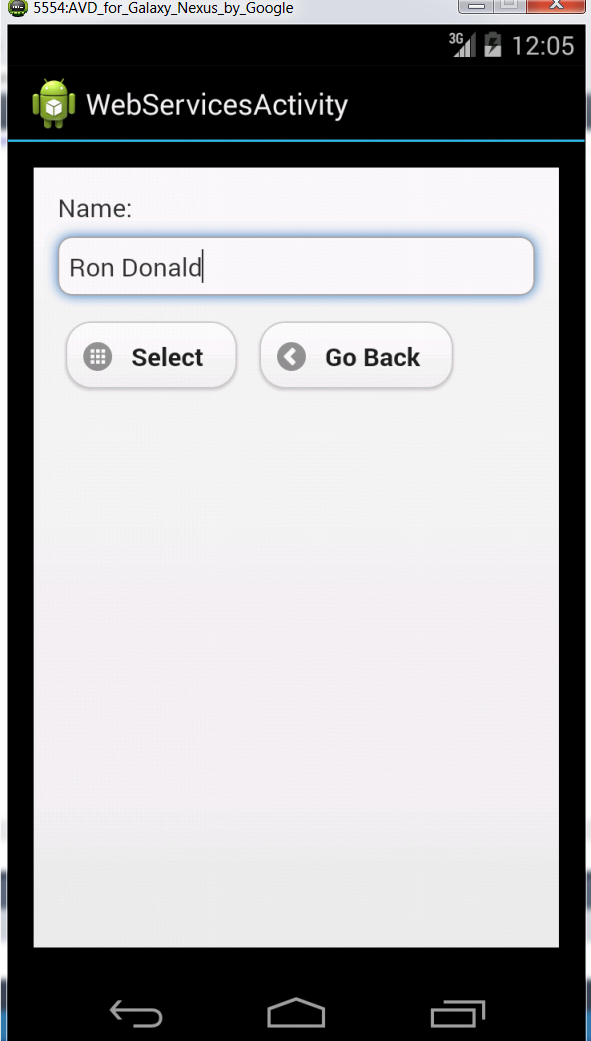 5554:AVD_for_Galaxy_Nexus_by_Google
3G 12:05
WebServicesActivity
Name:
Ron Donald
Select Go Back